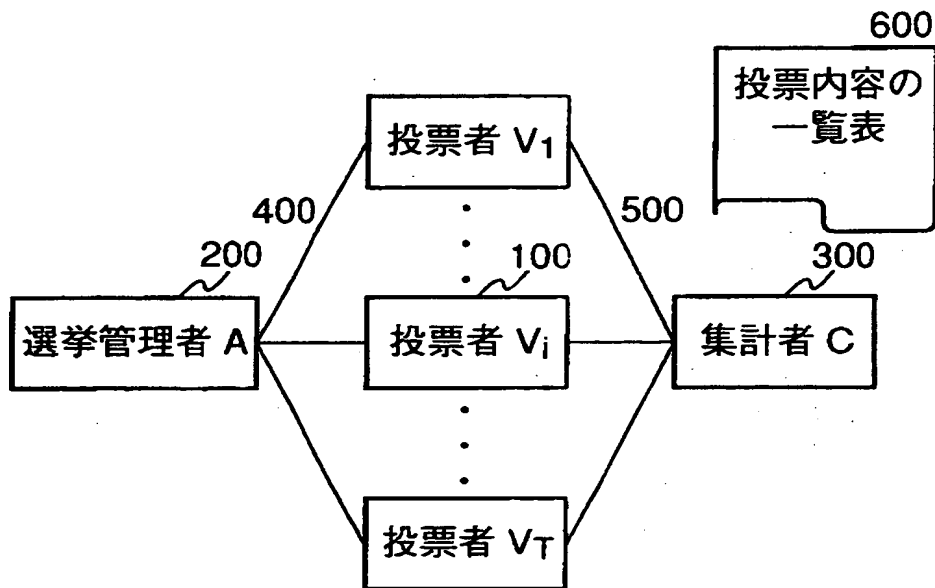 600
投票内容の
一覧表
投票者 V1
400
500
200
100
300
選挙管理者 A
投票者 Vi
集計者 C
投票者 VT